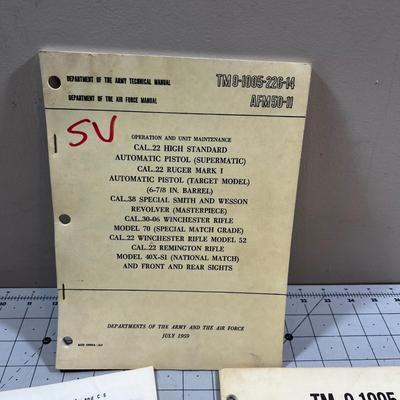 DEPARTMENT OF THE ARMY TECHNICAL MANUAL
TM 9-1005-226-14
DEPARTMENT OF THE AIR FORCE MANUAL
AFM 50-11
SV
OPERATION AND UNIT MAINTENANCE
CAL..22 HIGH STANDARD
AUTOMATIC PISTOL (SUPERMATIC)
CAL..22 RUGER MARK I
AUTOMATIC PISTOL (TARGET MODEL)
(6-7/8 IN. BARREL)
CAL..38 SPECIAL SMITH AND WESSON
REVOLVER (MASTERPIECE)
CAL..30-06 WINCHESTER RIFLE
MODEL 70 (SPECIAL MATCH GRADE)
CAL..22 WINCHESTER RIFLE MODEL 52
CAL..22 REMINGTON RIFLE
MODEL 40X-S1 (NATIONAL MATCH)
AND FRONT AND REAR SIGHTS
DEPARTMENTS OF THE ARMY AND THE AIR FORCE
JULY 1959
TM 9-1005